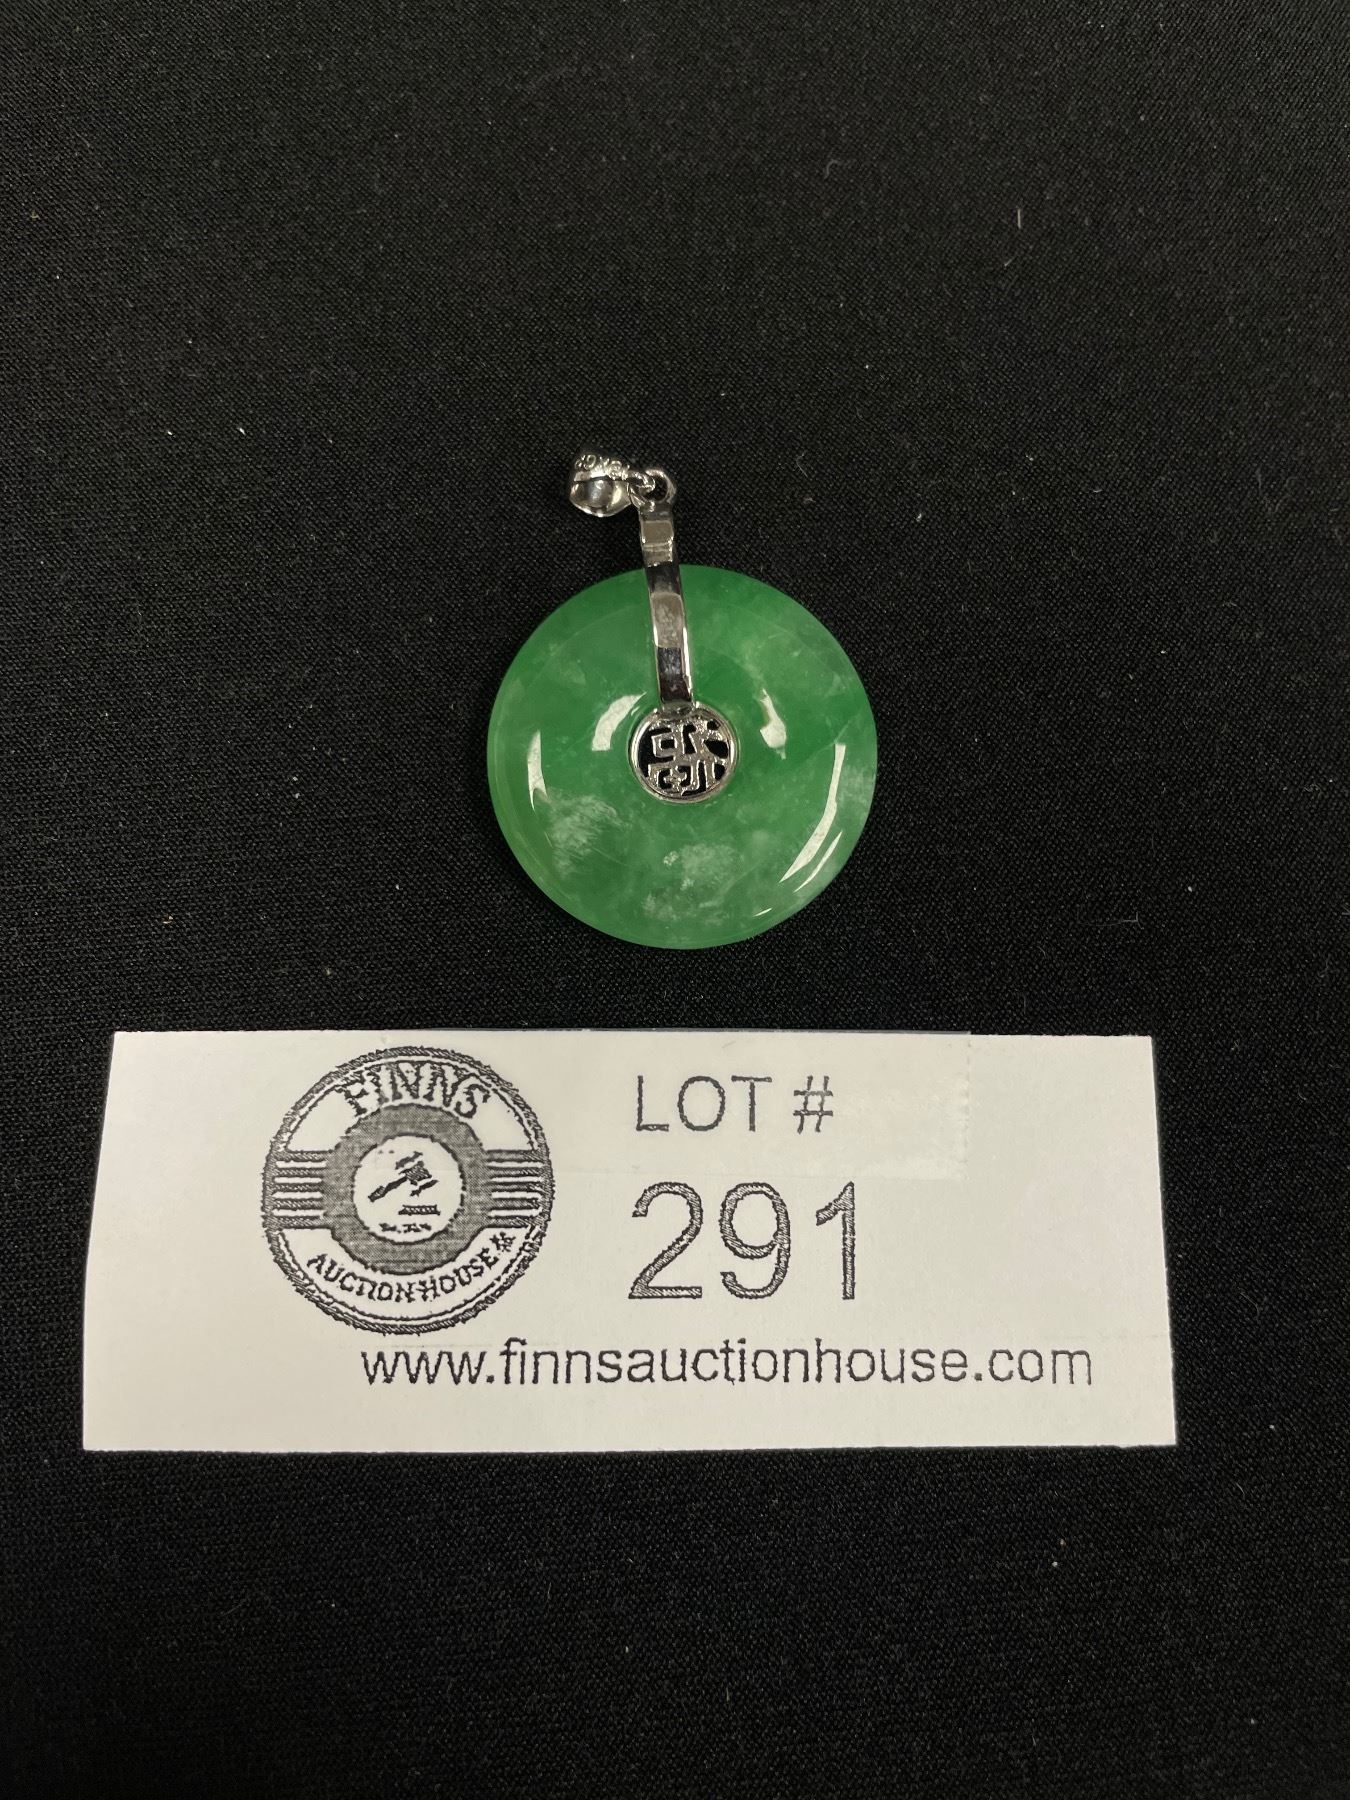 FINNS
AUCTION HOUSE
LOT #
291
www.finnsauctionhouse.com